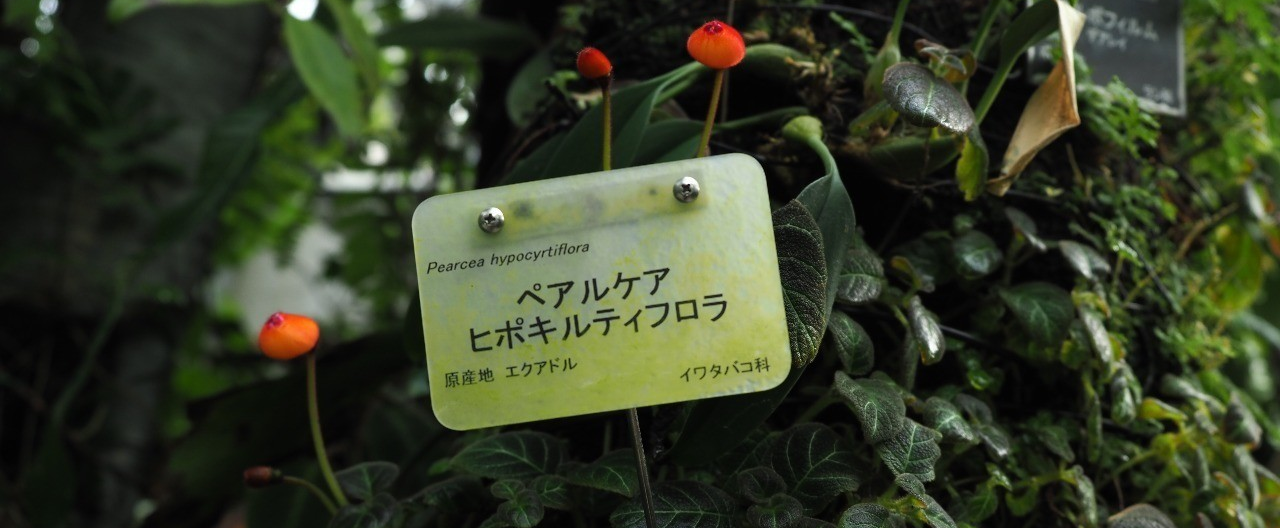 Pearcea hypocyrtiflora
ペアルケア
ヒポキルティフロラ
原産地 エクアドル
イワタバコ科